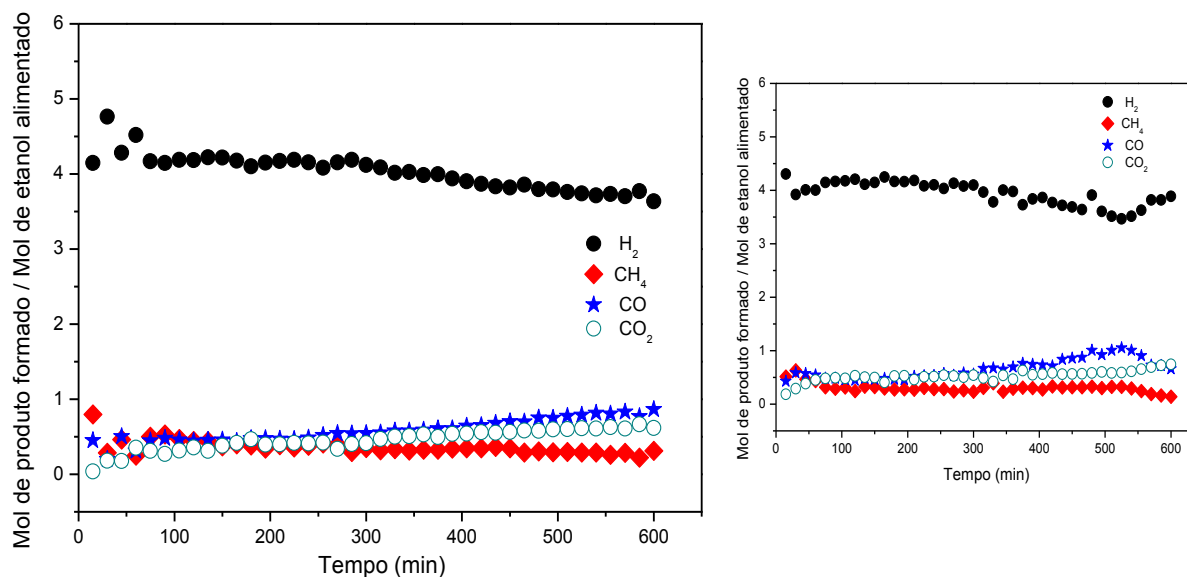 Mol de produto formado / Mol de etanol alimentado
6
5
4
3
2
1
0
0 100 200 300 400 500 600
Tempo (min)
H₂
CH₄
CO
CO₂
Mol de produto formado / Mol de etanol alimentado
6
5
4
3
2
1
0
0 100 200 300 400 500 600
Tempo (min)
H₂
CH₄
CO
CO₂